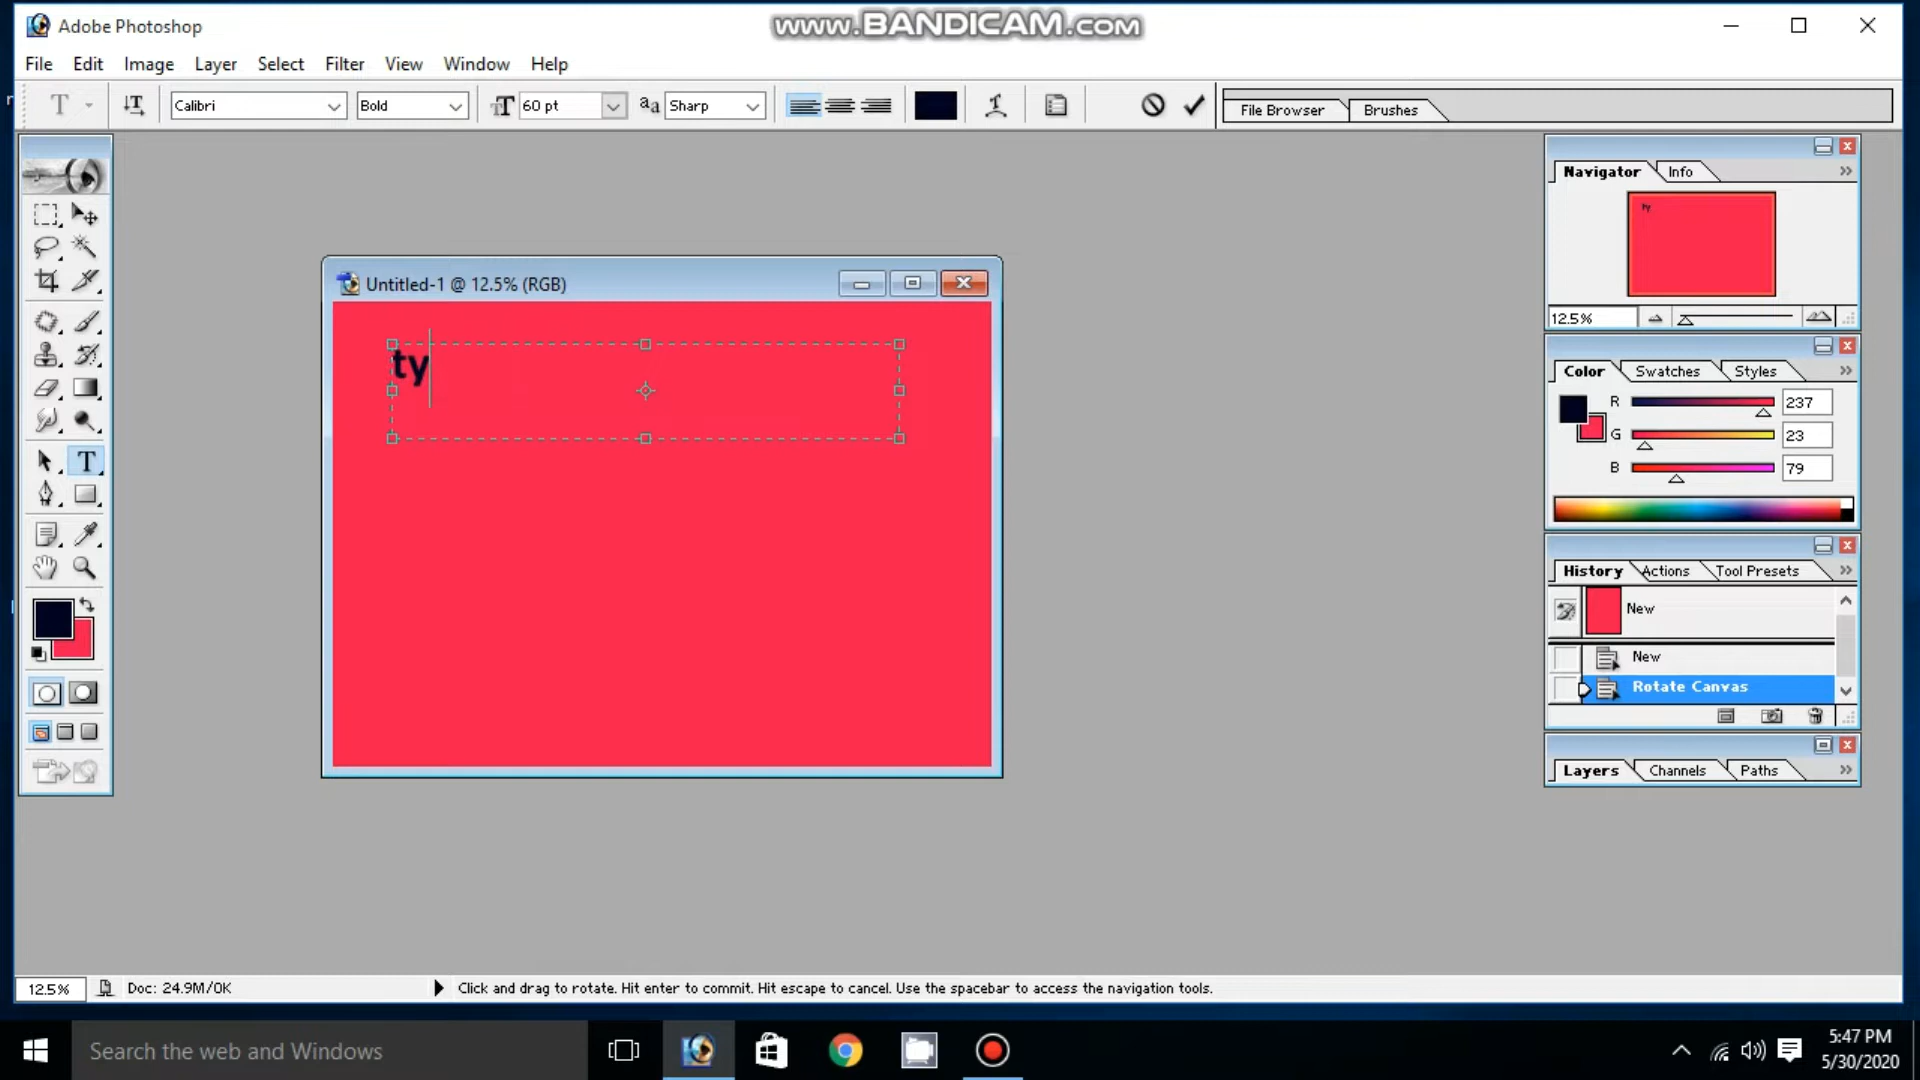 Adobe Photoshop
www.BANDICAM.com
File Edit Image Layer Select Filter View Window Help
T Calibri Bold 60 pt aa Sharp File Browser Brushes
Navigator Info
Untitled-1 @ 12.5% (RGB)
ty
ty
12.5%
Color Swatches Styles
R 237
G 23
B 79
T
History Actions Tool Presets
New
New
Rotate Canvas
Layers Channels Paths
12.5% Doc: 24.9M/0K Click and drag to rotate. Hit enter to commit. Hit escape to cancel. Use the spacebar to access the navigation tools.
Search the web and Windows
5:47 PM
5/30/2020